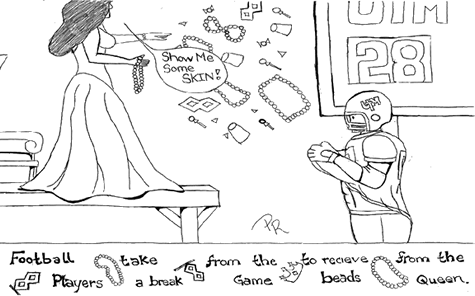 Show Me
Some
SKIN!
UTM
28
PR
Football take from the to recieve from the
Players a break Game beads Queen.